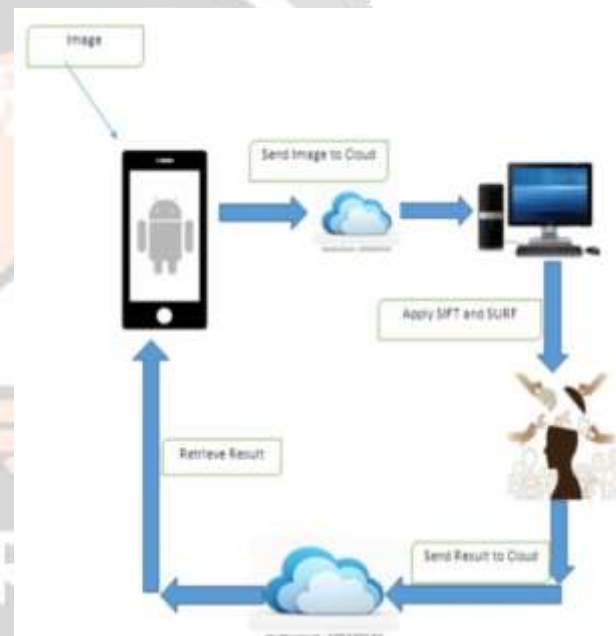 Image
Send Image to Cloud
Apply SIFT and SURF
Retrieve Result
Send Result to Cloud